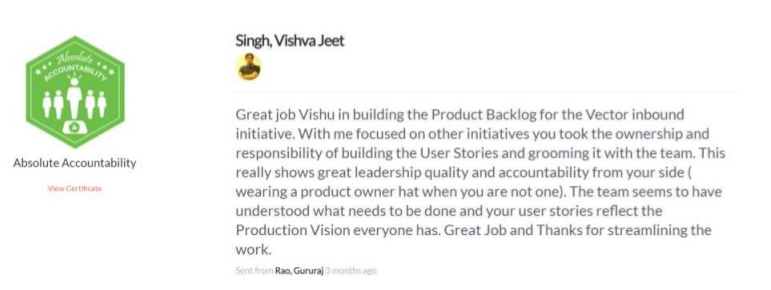 Absolute
ACCOUNTABILITY
Absolute Accountability
View Certificate
Singh, Vishva Jeet
Great job Vishu in building the Product Backlog for the Vector inbound
initiative. With me focused on other initiatives you took the ownership and
responsibility of building the User Stories and grooming it with the team. This
really shows great leadership quality and accountability from your side (
wearing a product owner hat when you are not one). The team seems to have
understood what needs to be done and your user stories reflect the
Production Vision everyone has. Great Job and Thanks for streamlining the
work.
Sent from Rao, Gururaj 3 months ago